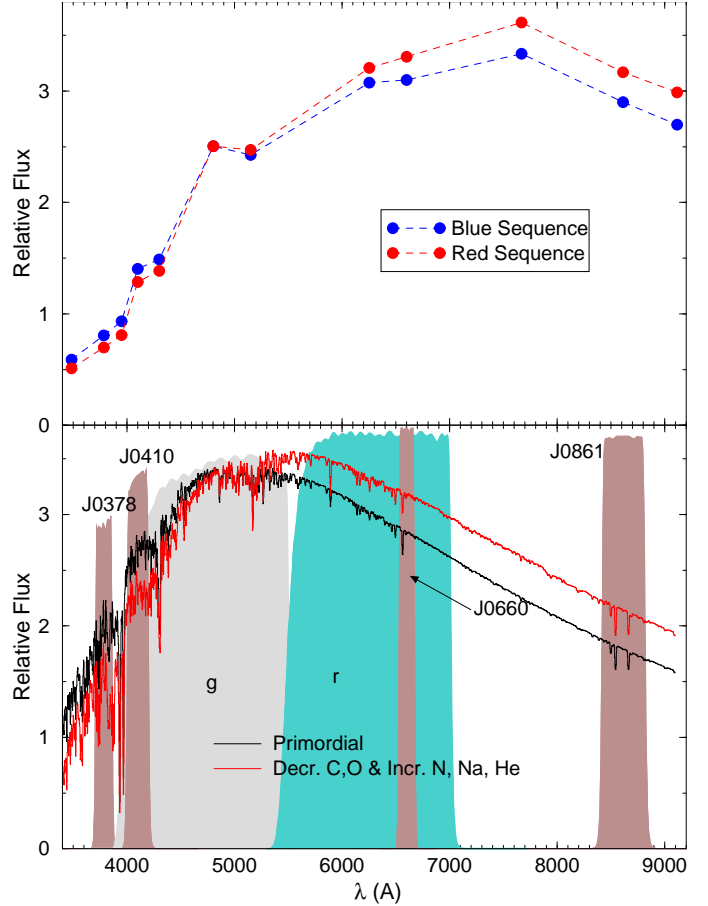 3
2
1
0
Relative Flux
Blue Sequence
Red Sequence
J0378
J0410
J0861
J0660
g
r
Primordial
Decr. C,O & Incr. N, Na, He
3
2
1
0
Relative Flux
4000 5000 6000 7000 8000 9000
λ (A)